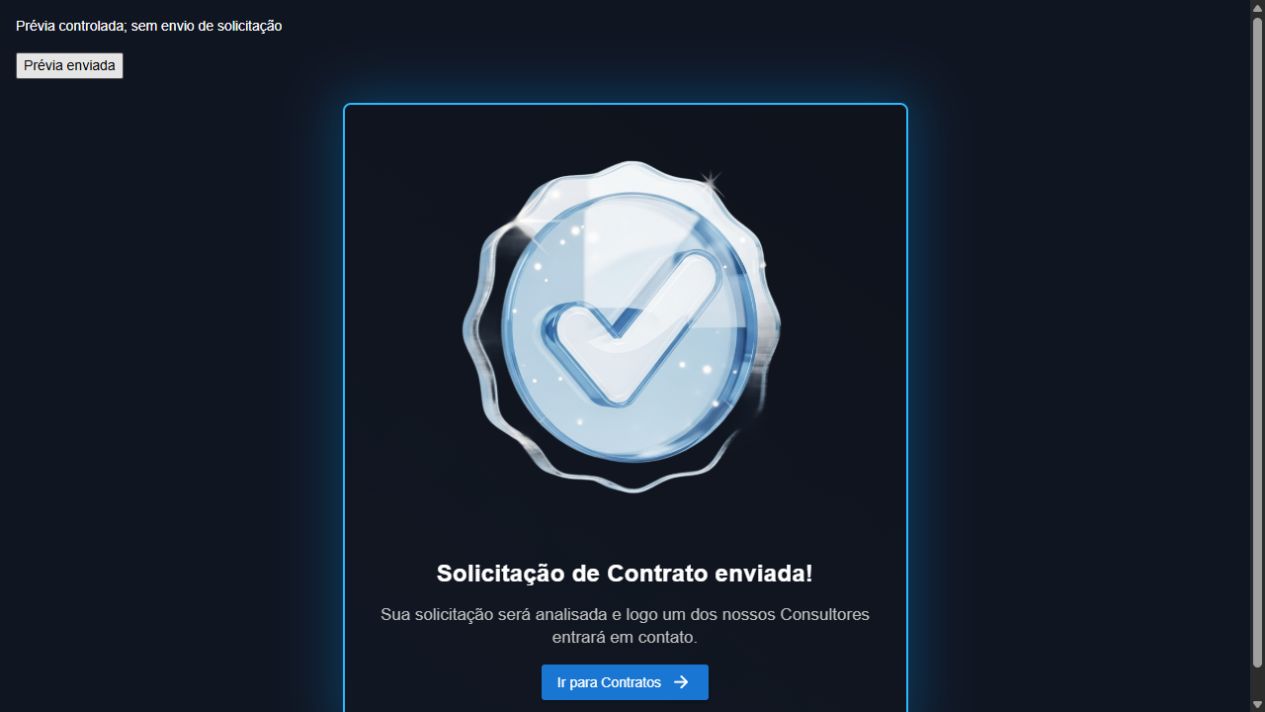 Prévia controlada; sem envio de solicitação
Prévia enviada
Solicitação de Contrato enviada!
Sua solicitação será analisada e logo um dos nossos Consultores
entrará em contato.
Ir para Contratos